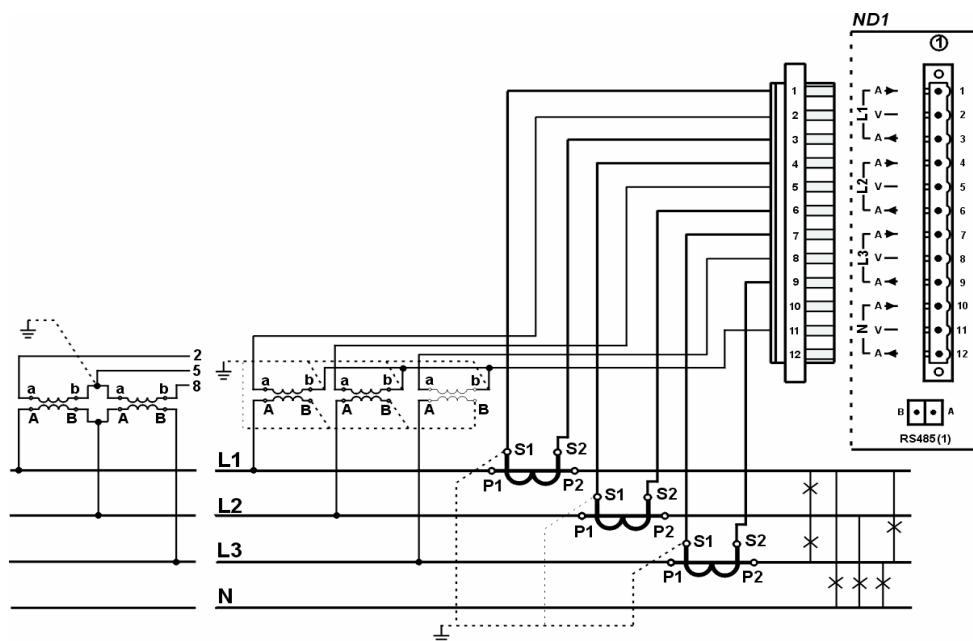 ND1
1
1
2
3
4
5
6
7
8
9
10
11
12
A
V
A
L1
A
V
A
L2
A
V
A
L3
A
V
A
N
1
2
3
4
5
6
7
8
9
10
11
12
B A
RS485(1)
2
5
8
a b a b
A B A B
a b a b a b
A B A B A B
L1
L2
L3
N
S1 S2
P1 P2
S1 S2
P1 P2
S1 S2
P1 P2